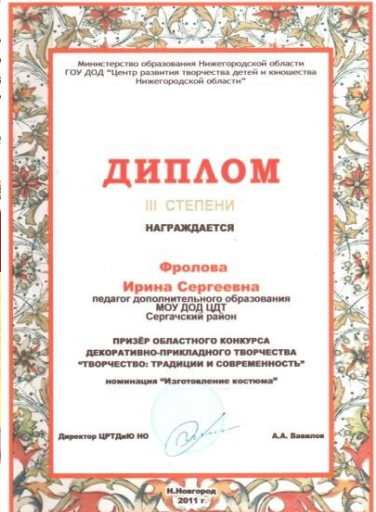 Министерство образования Нижегородской области
ГОУ ДОД "Центр развития творчества детей и юношества
Нижегородской области"
ДИПЛОМ
III СТЕПЕНИ
НАГРАЖДАЕТСЯ
Фролова
Ирина Сергеевна
педагог дополнительного образования
МОУ ДОД ЦДТ
Сергачский район
ПРИЗЁР ОБЛАСТНОГО КОНКУРСА
ДЕКОРАТИВНО-ПРИКЛАДНОГО ТВОРЧЕСТВА
"ТВОРЧЕСТВО: ТРАДИЦИИ И СОВРЕМЕННОСТЬ"
номинация "Изготовление костюма"
Директор ЦРТДиЮ НО А.А. Вавилов
Н.Новгород
2011 г.